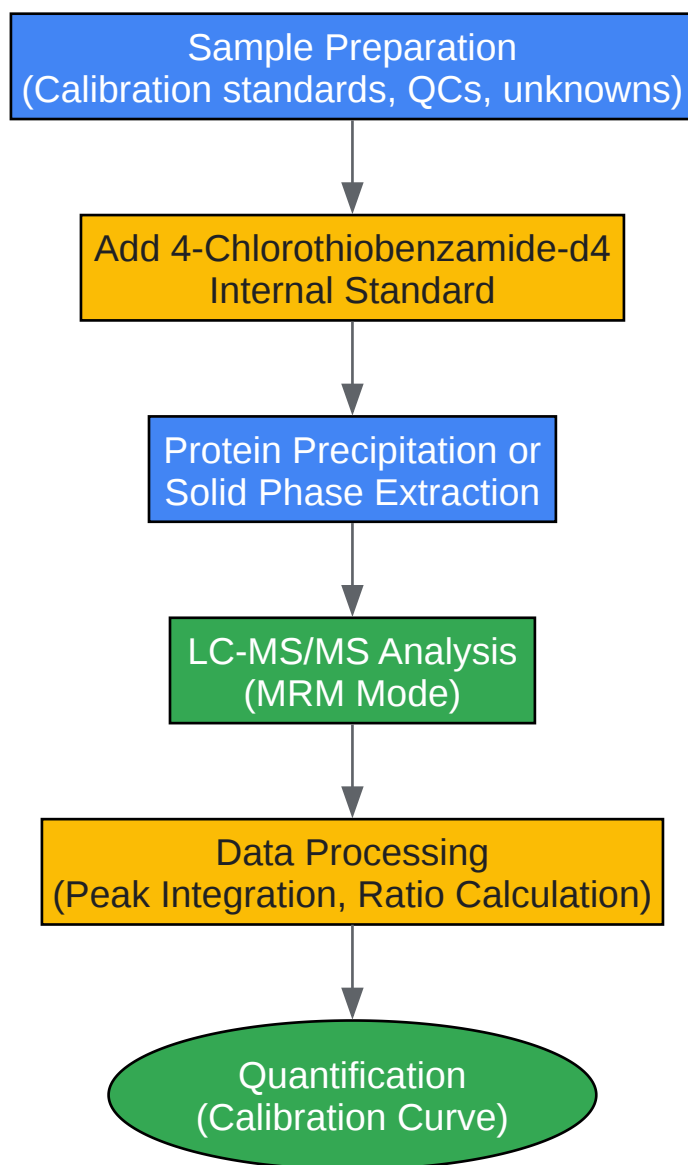 Sample Preparation
(Calibration standards, QCs, unknowns)
Add 4-Chlorothiobenzamide-d4
Internal Standard
Protein Precipitation or
Solid Phase Extraction
LC-MS/MS Analysis
(MRM Mode)
Data Processing
(Peak Integration, Ratio Calculation)
Quantification
(Calibration Curve)